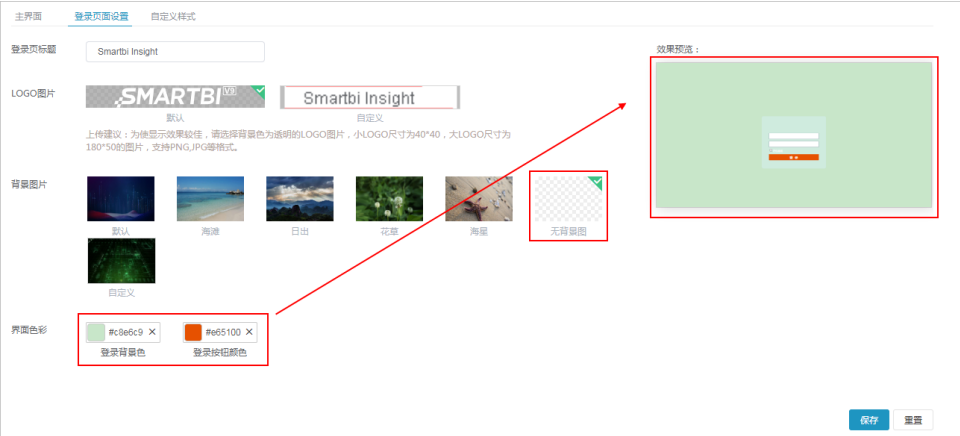 主界面 登录页面设置 自定义样式
登录页标题 Smartbi Insight
效果预览：
LOGO图片 SMARTBI V9 Smartbi Insight
默认 自定义
上传建议：为使显示效果较佳，请选择背景色为透明的LOGO图片，小LOGO尺寸为40*40，大LOGO尺寸为
180*50的图片，支持PNG,JPG等格式。
背景图片
默认 海滩 日出 花草 海星 无背景图
自定义
界面色彩 #c8e6c9 × #e65100 ×
登录背景色 登录按钮颜色
保存 重置